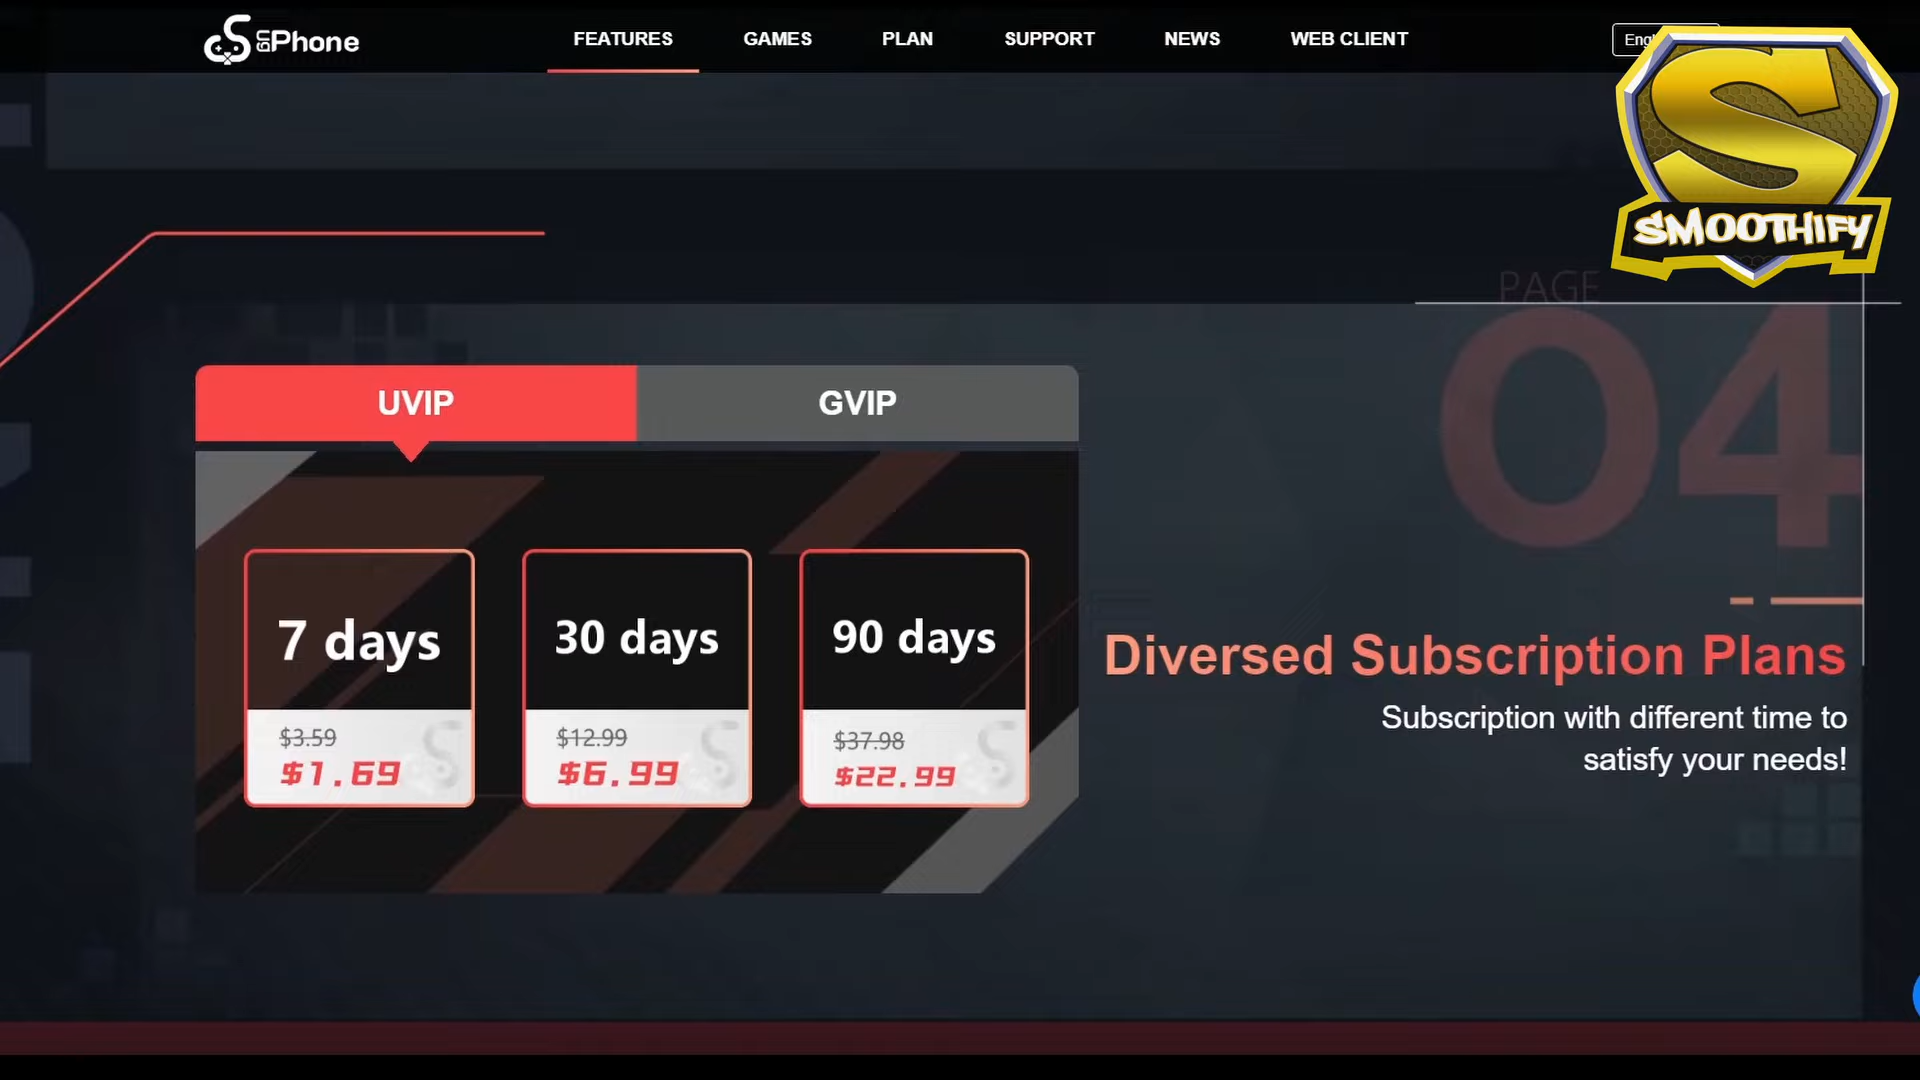 UGPhone
FEATURES
GAMES
PLAN
SUPPORT
NEWS
WEB CLIENT
S
SMOOTHIFY
PAGE
04
UVIP
GVIP
7 days
30 days
90 days
$3.59
$12.99
$37.98
$1.69
$6.99
$22.99
Diversed Subscription Plans
Subscription with different time to
satisfy your needs!